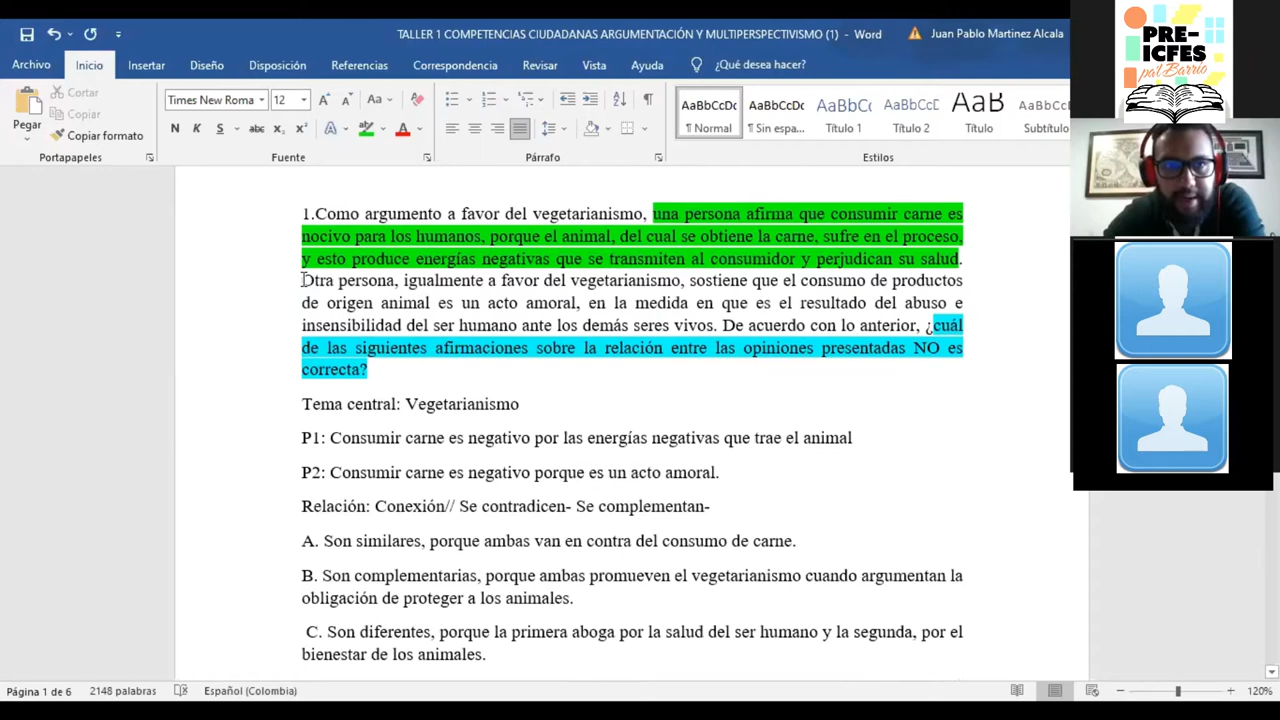 TALLER 1 COMPETENCIAS CIUDADANAS ARGUMENTACIÓN Y MULTIPERSPECTIVISMO (1) - Word
Juan Pablo Martinez Alcala
Archivo Inicio Insertar Diseño Disposición Referencias Correspondencia Revisar Vista Ayuda ¿Qué desea hacer?
Pegar
Cortar
Copiar
Copiar formato
Portapapeles
Times New Roma 12
Aa
N K S abc x₂ x² A A
Fuente
Párrafo
AaBbCcDc AaBbCcDc AaBbCcD AaBbCcD AaB AaBbCcD
¶ Normal ¶ Sin espa... Título 1 Título 2 Título Subtítulo
Estilos
PRE-
ICFES
pa'l Barrio
1.Como argumento a favor del vegetarianismo, una persona afirma que consumir carne es
nocivo para los humanos, porque el animal, del cual se obtiene la carne, sufre en el proceso,
y esto produce energías negativas que se transmiten al consumidor y perjudican su salud.
Otra persona, igualmente a favor del vegetarianismo, sostiene que el consumo de productos
de origen animal es un acto amoral, en la medida en que es el resultado del abuso e
insensibilidad del ser humano ante los demás seres vivos. De acuerdo con lo anterior, ¿cuál
de las siguientes afirmaciones sobre la relación entre las opiniones presentadas NO es
correcta?
Tema central: Vegetarianismo
P1: Consumir carne es negativo por las energías negativas que trae el animal
P2: Consumir carne es negativo porque es un acto amoral.
Relación: Conexión// Se contradicen- Se complementan-
A. Son similares, porque ambas van en contra del consumo de carne.
B. Son complementarias, porque ambas promueven el vegetarianismo cuando argumentan la
obligación de proteger a los animales.
C. Son diferentes, porque la primera aboga por la salud del ser humano y la segunda, por el
bienestar de los animales.
Página 1 de 6 2148 palabras Español (Colombia) 120%